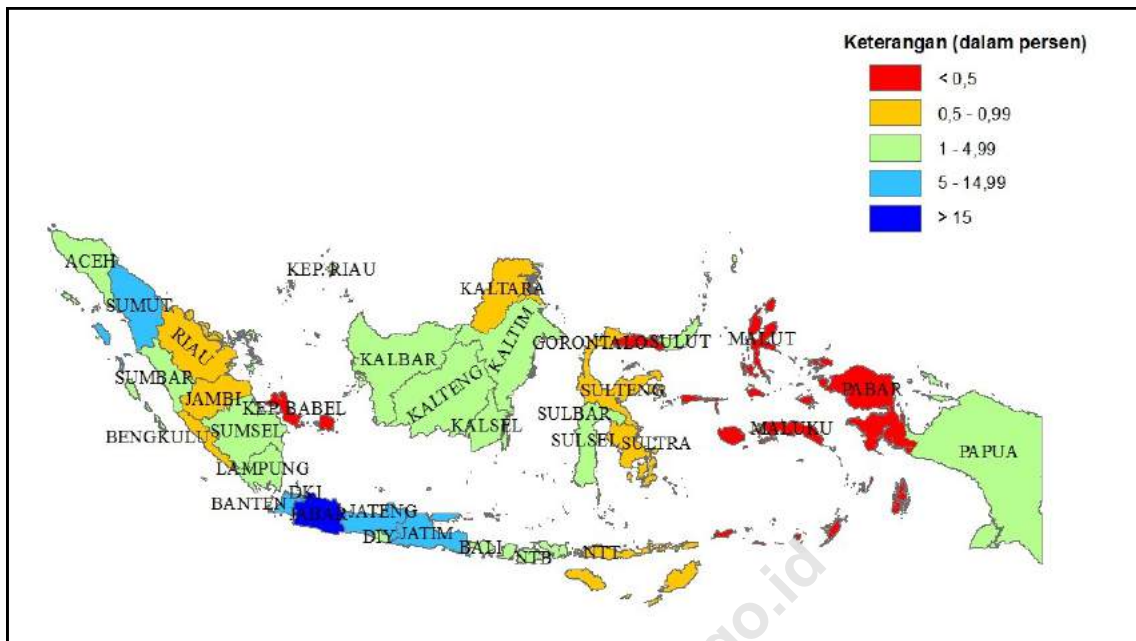 Keterangan (dalam persen)
< 0,5
0,5 - 0,99
1 - 4,99
5 - 14,99
> 15
ACEH
KEP. RIAU
SUMUT
KALTARA
RIAU
KALTIM
GORONTALO
SULUT
MALUT
KALBAR
SUMBAR
KALTENG
SULTENG
PABAR
JAMBI
KEP. BABEL
SULBAR
BENGKULU
SUMSEL
KALSEL
SULSEL
SULTRA
MALUKU
PAPUA
LAMPUNG
DKI
BANTEN
JABAR
JATENG
DIY
JATIM
BALI
NTB
NTT
go.id